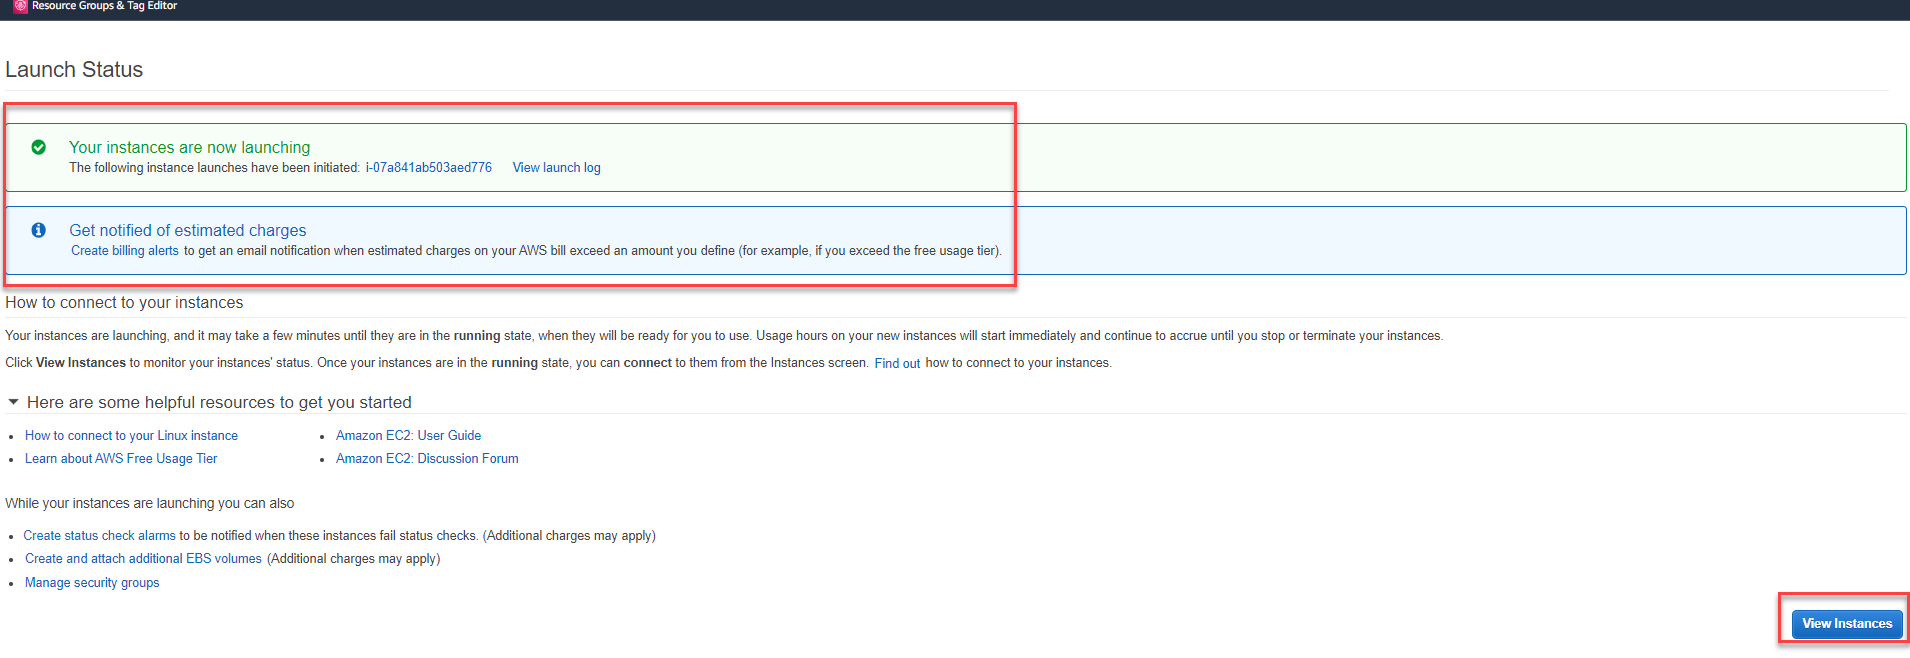 Resource Groups & Tag Editor
Launch Status
Your instances are now launching
The following instance launches have been initiated: i-07a841ab503aed776 View launch log
Get notified of estimated charges
Create billing alerts to get an email notification when estimated charges on your AWS bill exceed an amount you define (for example, if you exceed the free usage tier).
How to connect to your instances
Your instances are launching, and it may take a few minutes until they are in the running state, when they will be ready for you to use. Usage hours on your new instances will start immediately and continue to accrue until you stop or terminate your instances.
Click View Instances to monitor your instances' status. Once your instances are in the running state, you can connect to them from the Instances screen. Find out how to connect to your instances.
Here are some helpful resources to get you started
How to connect to your Linux instance
Learn about AWS Free Usage Tier
Amazon EC2: User Guide
Amazon EC2: Discussion Forum
While your instances are launching you can also
Create status check alarms to be notified when these instances fail status checks. (Additional charges may apply)
Create and attach additional EBS volumes (Additional charges may apply)
Manage security groups
View Instances